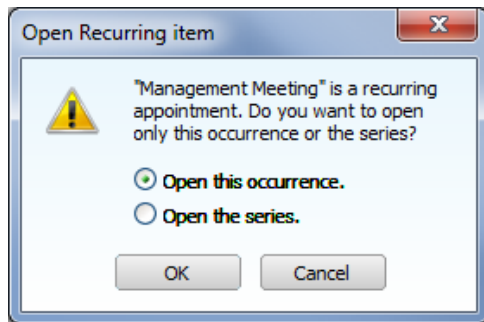 Open Recurring item
"Management Meeting" is a recurring
appointment. Do you want to open
only this occurrence or the series?
Open this occurrence.
Open the series.
OK
Cancel